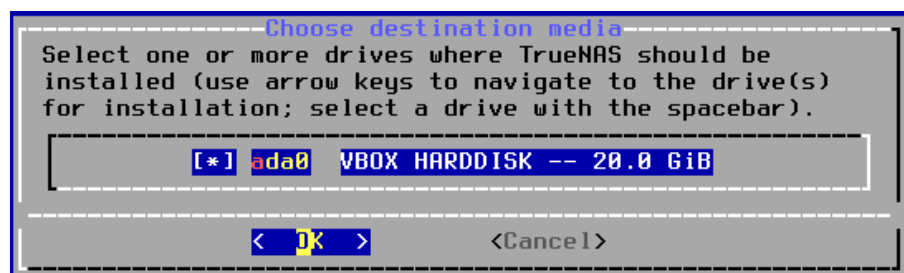 Choose destination media
Select one or more drives where TrueNAS should be
installed (use arrow keys to navigate to the drive(s)
for installation; select a drive with the spacebar).
[*] ada0 VBOX HARDDISK -- 20.0 GiB
< OK > <Cancel>